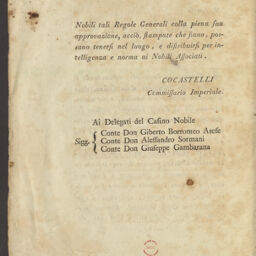 Nobili tali Regole Generali colla piena sua
approvazione, acciò, stampate che siano, pos-
sano tenersi nel luogo, e distribuirsi per in-
telligenza e norma ai Nobili Associati.
COCASTELLI
Commissario Imperiale.
Ai Delegati del Casino Nobile
Sigg. { Conte Don Giberto Borromeo Arese
Conte Don Alessandro Sormani
Conte Don Giuseppe Gambarana